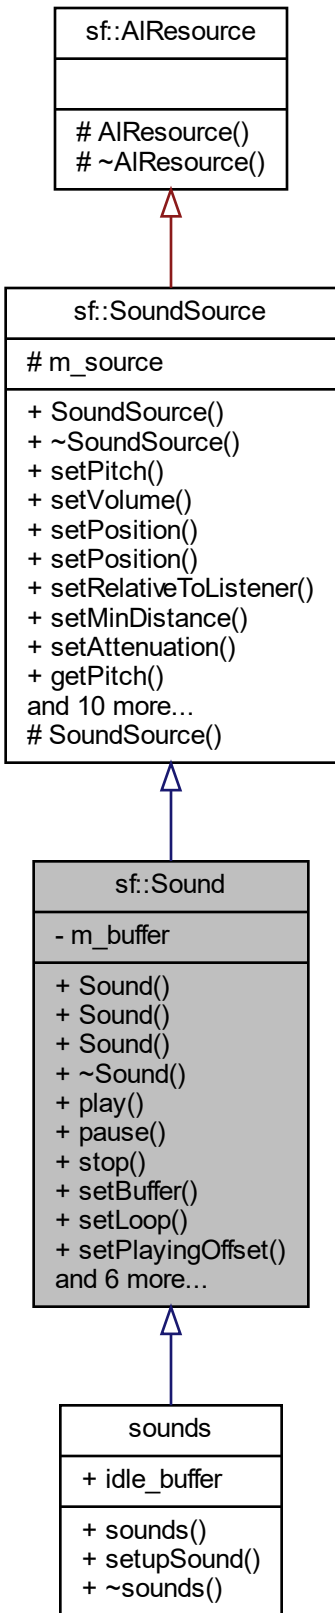 sf::AlResource
# AlResource()
# ~AlResource()
sf::SoundSource
# m_source
+ SoundSource()
+ ~SoundSource()
+ setPitch()
+ setVolume()
+ setPosition()
+ setPosition()
+ setRelativeToListener()
+ setMinDistance()
+ setAttenuation()
+ getPitch()
and 10 more...
# SoundSource()
sf::Sound
- m_buffer
+ Sound()
+ Sound()
+ Sound()
+ ~Sound()
+ play()
+ pause()
+ stop()
+ setBuffer()
+ setLoop()
+ setPlayingOffset()
and 6 more...
sounds
+ idle_buffer
+ sounds()
+ setupSound()
+ ~sounds()